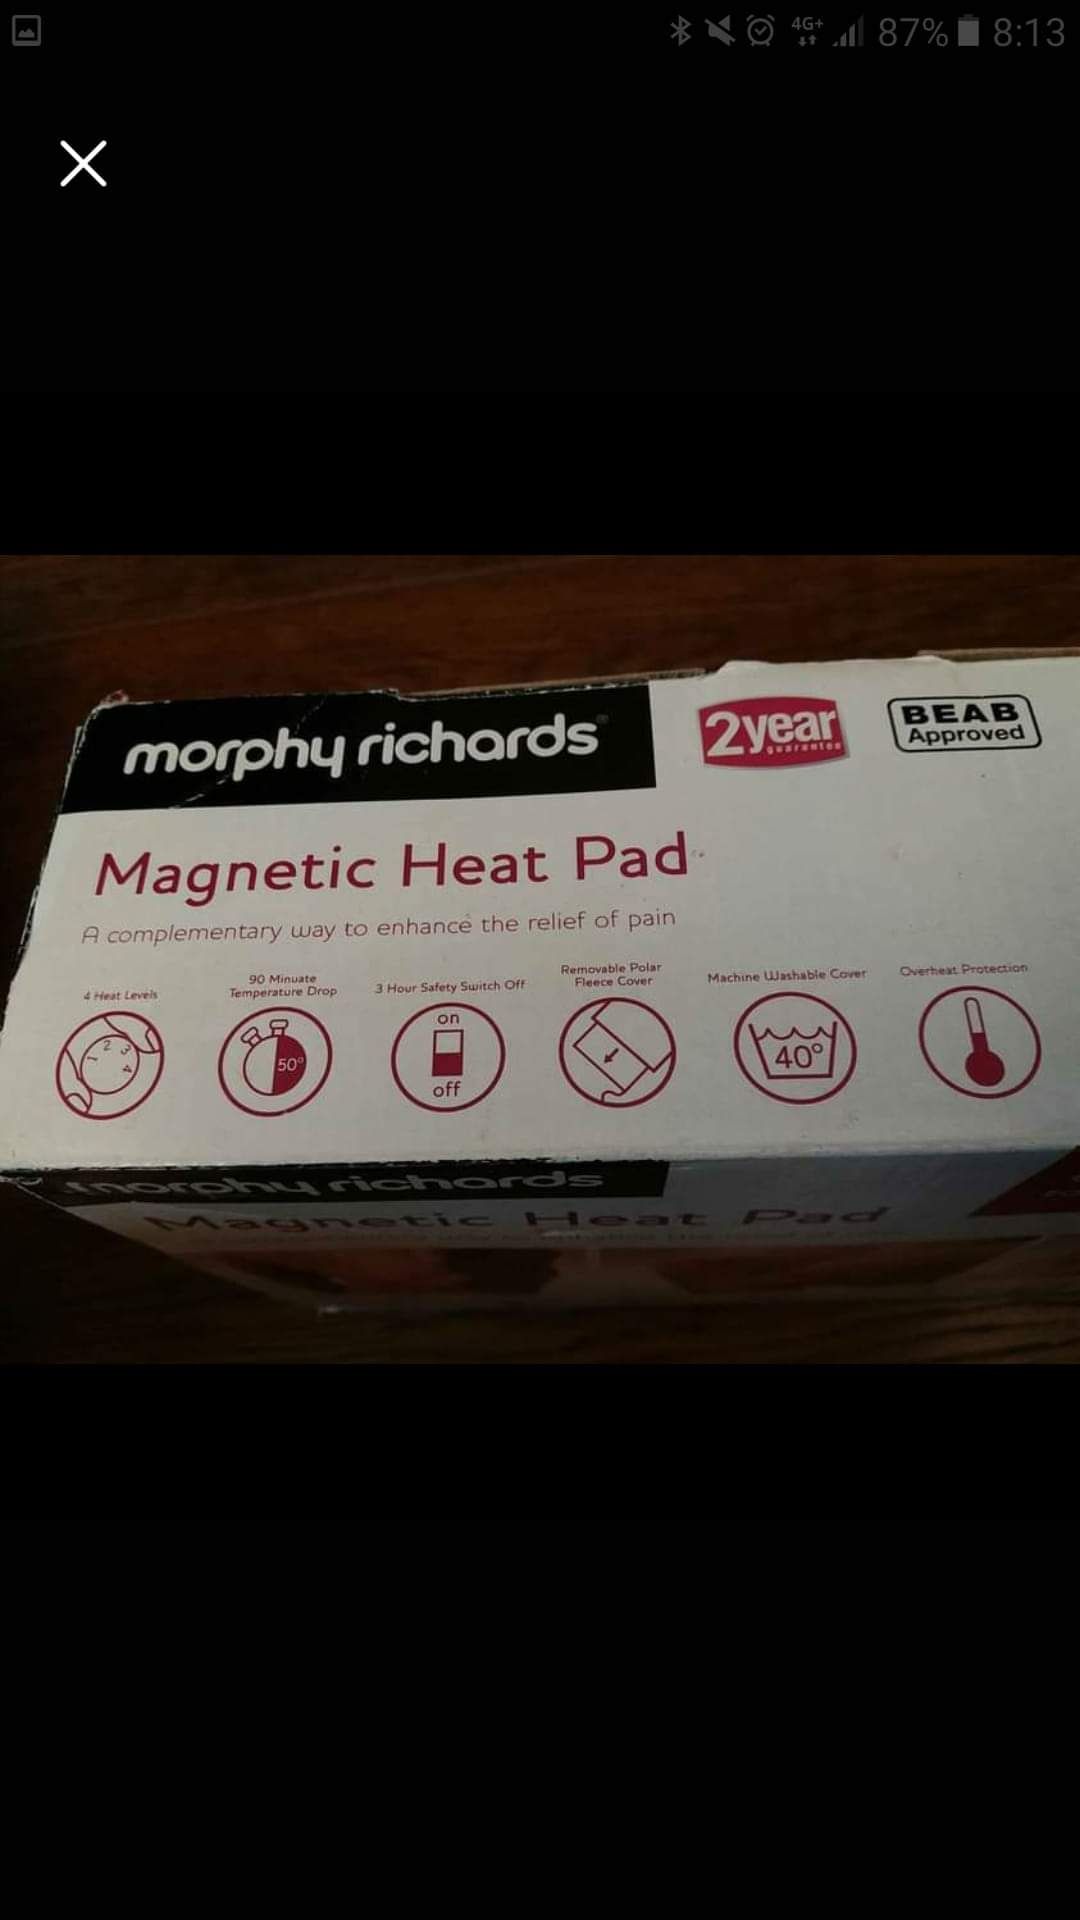 4G+ 87% 8:13
morphy richards
2year
guarantee
BEAB
Approved
Magnetic Heat Pad
A complementary way to enhance the relief of pain
4 Heat Levels
90 Minuate
Temperature Drop
3 Hour Safety Switch Off
Removable Polar
Fleece Cover
Machine Washable Cover
Overheat Protection
1 2 3 4
50°
on
off
40°
morphy richards
Magnetic Heat Pad